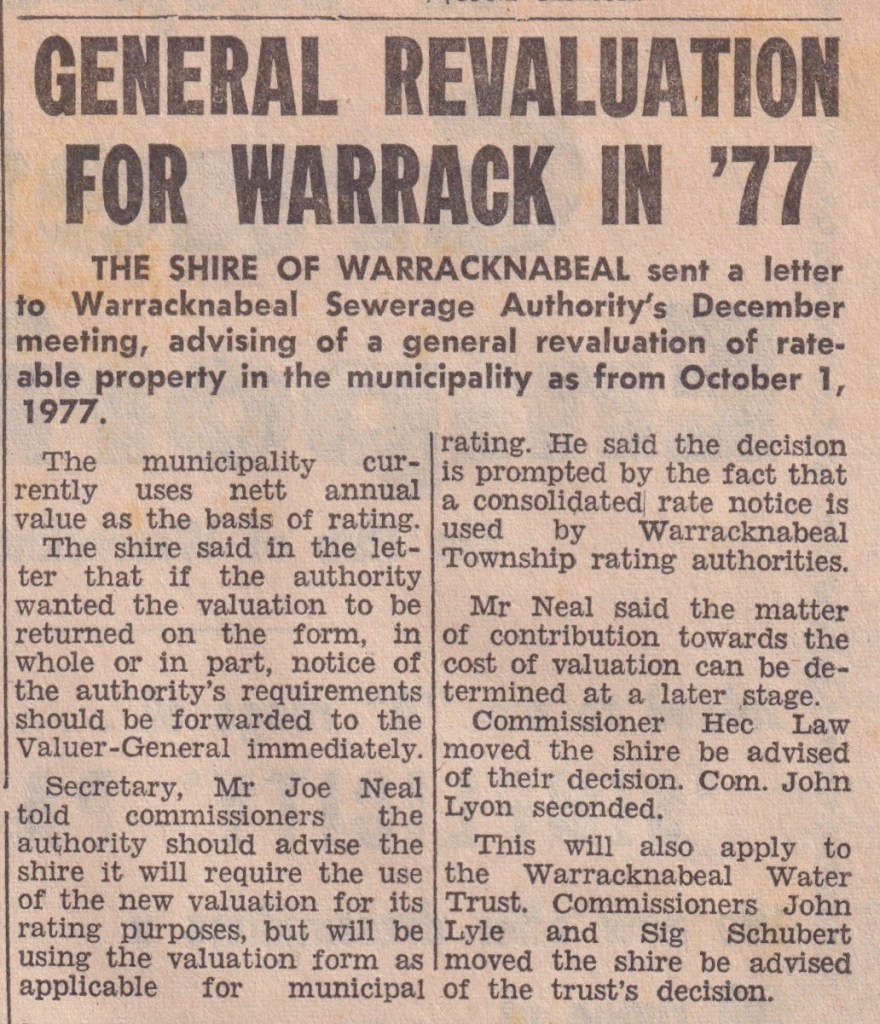 GENERAL REVALUATION
FOR WARRACK IN '77
THE SHIRE OF WARRACKNABEAL sent a letter
to Warracknabeal Sewerage Authority's December
meeting, advising of a general revaluation of rate-
able property in the municipality as from October 1,
1977.
The municipality cur-
rently uses nett annual
value as the basis of rating.
The shire said in the let-
ter that if the authority
wanted the valuation to be
returned on the form, in
whole or in part, notice of
the authority's requirements
should be forwarded to the
Valuer-General immediately.
Secretary, Mr Joe Neal
told commissioners the
authority should advise the
shire it will require the use
of the new valuation for its
rating purposes, but will be
using the valuation form as
applicable for municipal
rating. He said the decision
is prompted by the fact that
a consolidated rate notice is
used by Warracknabeal
Township rating authorities.
Mr Neal said the matter
of contribution towards the
cost of valuation can be de-
termined at a later stage.
Commissioner Hec Law
moved the shire be advised
of their decision. Com. John
Lyon seconded.
This will also apply to
the Warracknabeal Water
Trust. Commissioners John
Lyle and Sig Schubert
moved the shire be advised
of the trust's decision.